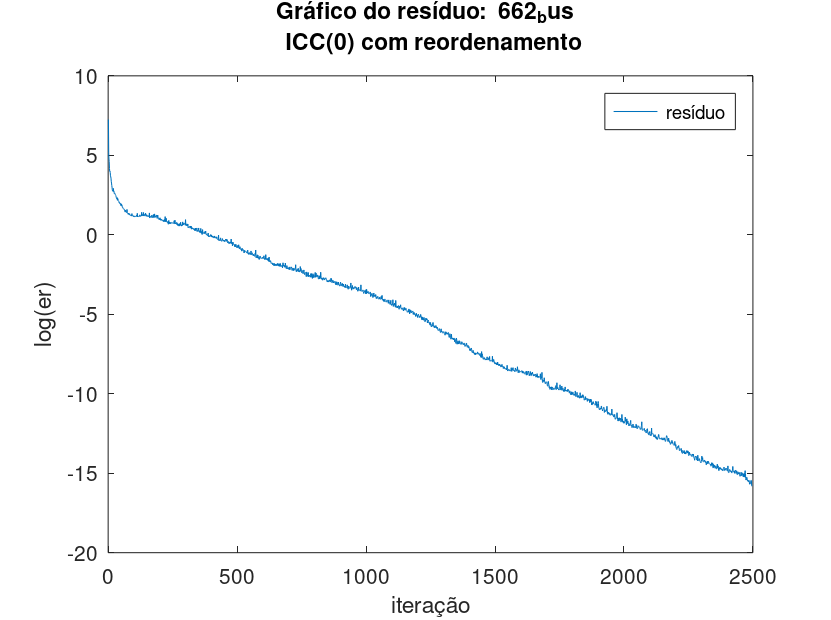 Gráfico do resíduo: 662bus
ICC(0) com reordenamento
resíduo
10
5
0
-5
-10
-15
-20
log(er)
0 500 1000 1500 2000 2500
iteração